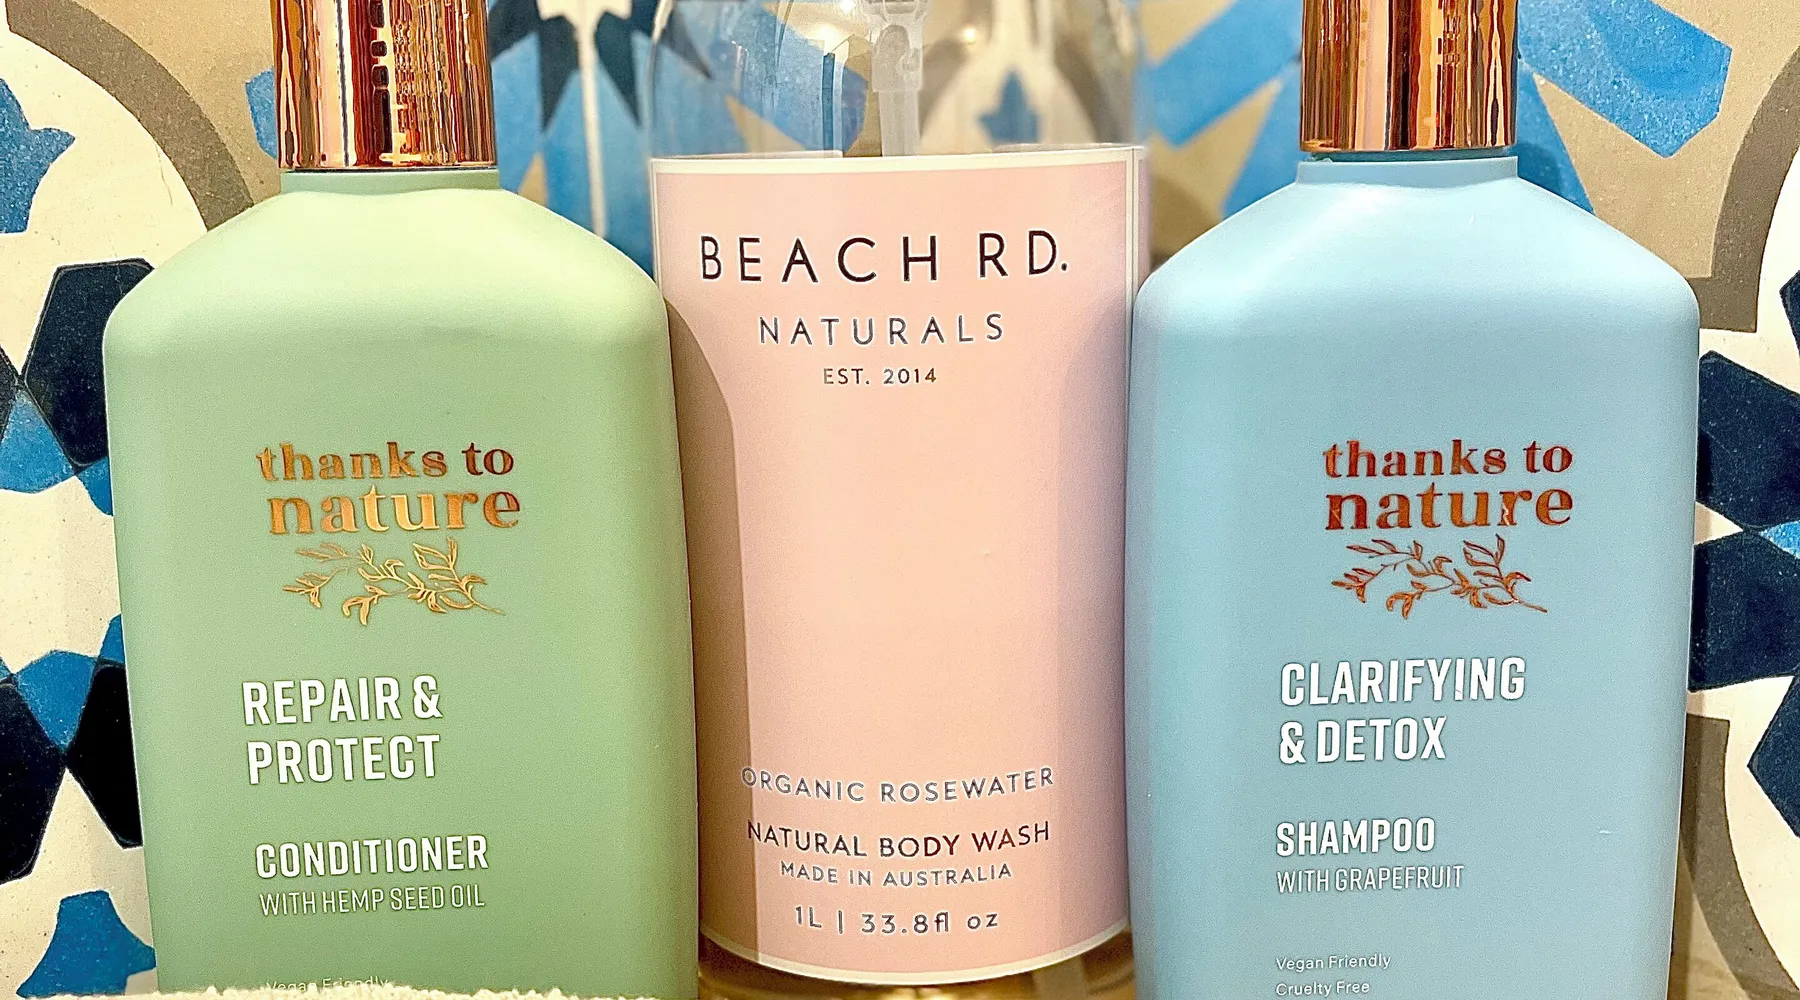 thanks to
nature
REPAIR &
PROTECT
CONDITIONER
WITH HEMP SEED OIL
Vegan Friendly
BEACH RD.
NATURALS
EST. 2014
ORGANIC ROSEWATER
NATURAL BODY WASH
MADE IN AUSTRALIA
1L | 33.8fl oz
thanks to
nature
CLARIFYING
& DETOX
SHAMPOO
WITH GRAPEFRUIT
Vegan Friendly
Cruelty Free